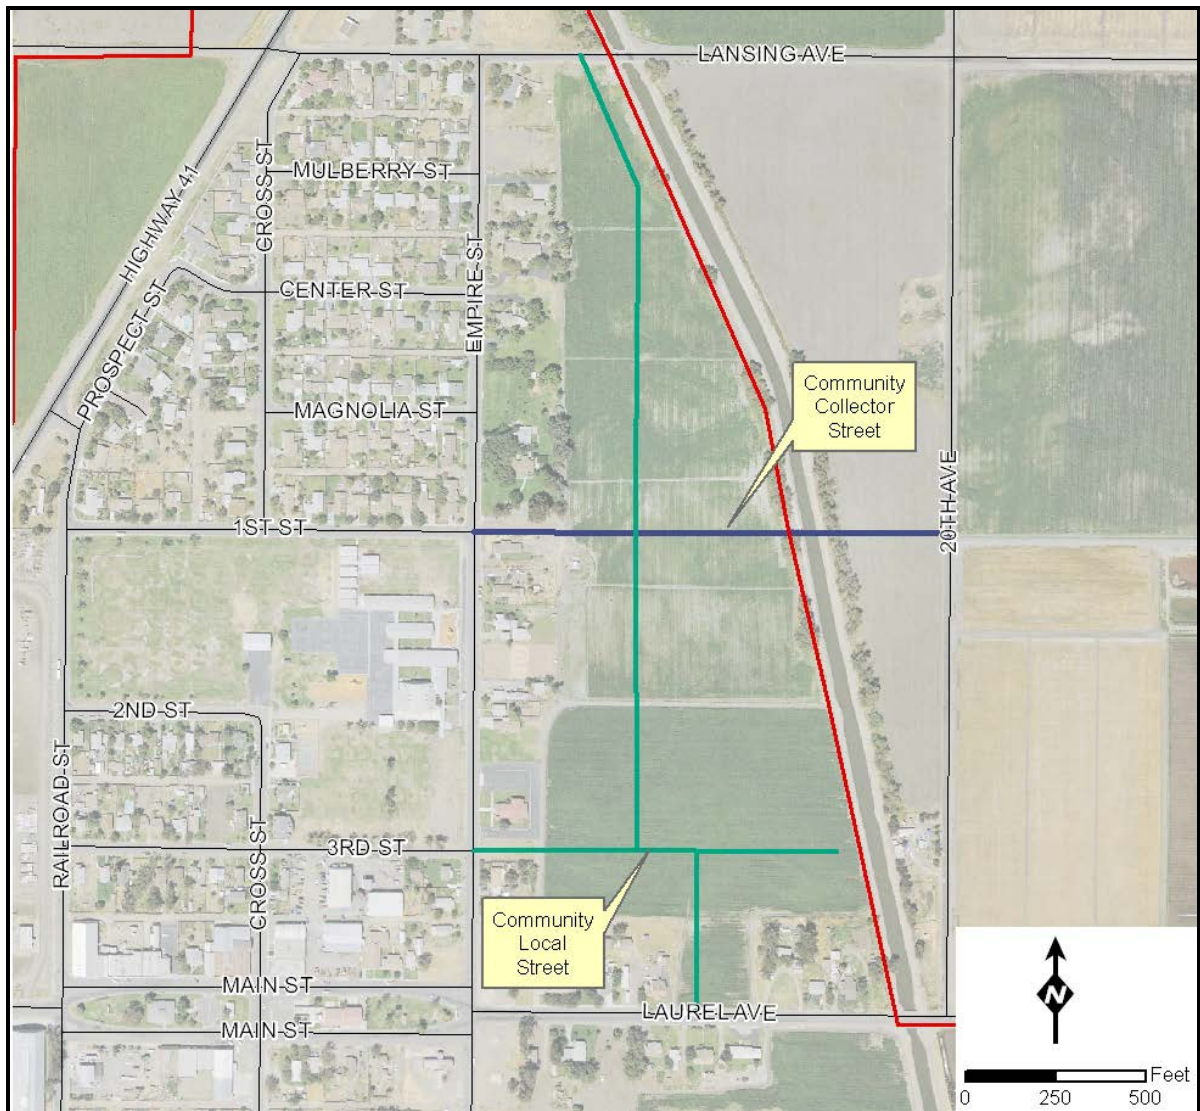 LANSING AVE
MULBERRY ST
GROSS ST
HIGHWAY 41
CENTER ST
PROSPECT ST
EMPIRE ST
MAGNOLIA ST
Community
Collector
Street
20TH AVE
1ST ST
2ND ST
RAILROAD ST
3RD ST
CROSS ST
Community
Local
Street
MAIN ST
LAUREL AVE
MAIN ST
N
Feet
0 250 500